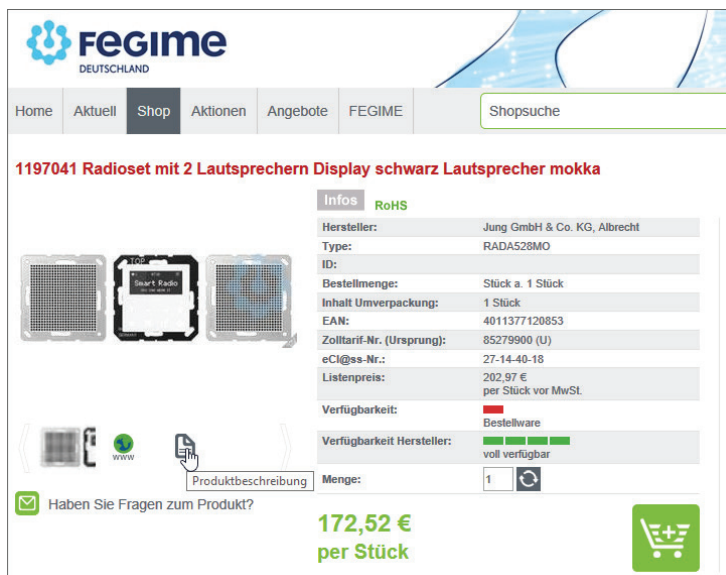 FEGIME
DEUTSCHLAND
Home Aktuell Shop Aktionen Angebote FEGIME Shopsuche
1197041 Radioset mit 2 Lautsprechern Display schwarz Lautsprecher mokka
Infos RoHS
Hersteller: Jung GmbH & Co. KG, Albrecht
Type: RADA528MO
ID:
Bestellmenge: Stück a. 1 Stück
Inhalt Umverpackung: 1 Stück
EAN: 4011377120853
Zolltarif-Nr. (Ursprung): 85279900 (U)
eCl@ss-Nr.: 27-14-40-18
Listenpreis: 202,97 €
per Stück vor MwSt.
Verfügbarkeit:
Bestellware
Verfügbarkeit Hersteller:
voll verfügbar
Menge: 1
TOP
Smart Radio
www
Produktbeschreibung
Haben Sie Fragen zum Produkt?
172,52 €
per Stück